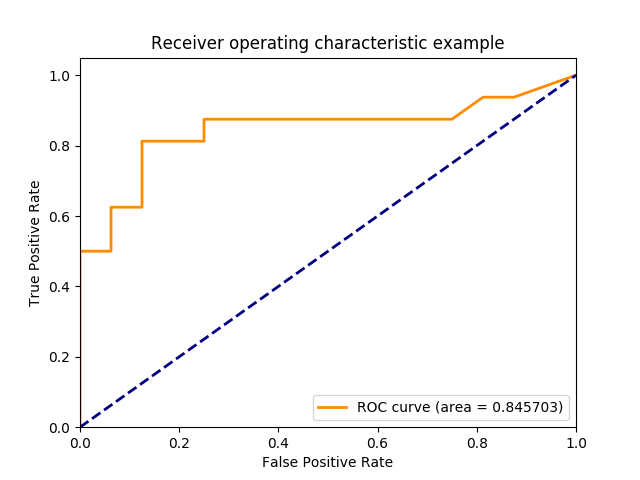 Receiver operating characteristic example
True Positive Rate
1.0
0.8
0.6
0.4
0.2
0.0
0.0 0.2 0.4 0.6 0.8 1.0
False Positive Rate
ROC curve (area = 0.845703)